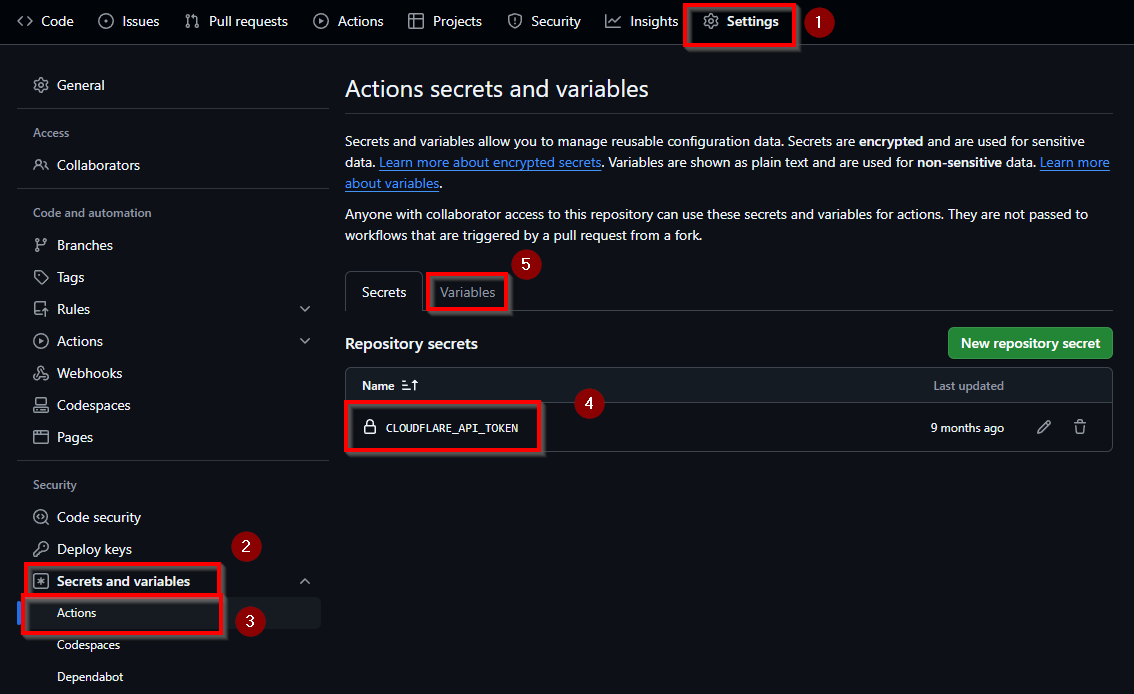 Code Issues Pull requests Actions Projects Security Insights Settings 1
General
Access
Collaborators
Code and automation
Branches
Tags
Rules
Actions
Webhooks
Codespaces
Pages
Security
Code security
Deploy keys
2
Secrets and variables
Actions
3
Codespaces
Dependabot
Actions secrets and variables
Secrets and variables allow you to manage reusable configuration data. Secrets are encrypted and are used for sensitive
data. Learn more about encrypted secrets. Variables are shown as plain text and are used for non-sensitive data. Learn more
about variables.
Anyone with collaborator access to this repository can use these secrets and variables for actions. They are not passed to
workflows that are triggered by a pull request from a fork.
5
Secrets Variables
Repository secrets New repository secret
Name Last updated
4
CLOUDFLARE_API_TOKEN 9 months ago